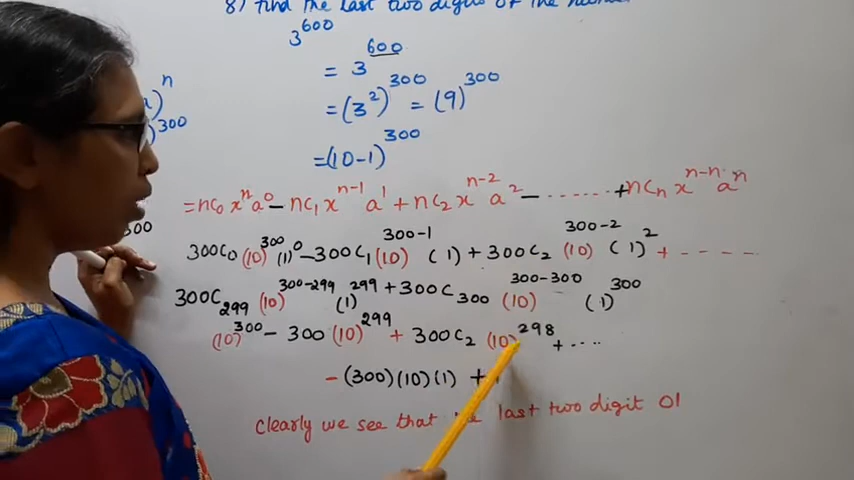 8) find the last two digits of the number
3^600
= 3^600
= (3^2)^300 = (9)^300
= (10-1)^300
a)^n
)^300
= nC0 x^n a^0 - nC1 x^n-1 a^1 + nC2 x^n-2 a^2 - ...... + nCn x^n-n a^n
300
300C0 (10)^300 (1)^0 - 300C1 (10)^300-1 (1) + 300C2 (10)^300-2 (1)^2 + - - - -
300C299 (10)^300-299 (1)^299 + 300C300 (10)^300-300 (1)^300
(10)^300 - 300 (10)^299 + 300C2 (10)^298 + ....
- (300)(10)(1) +
Clearly we see that last two digit 01